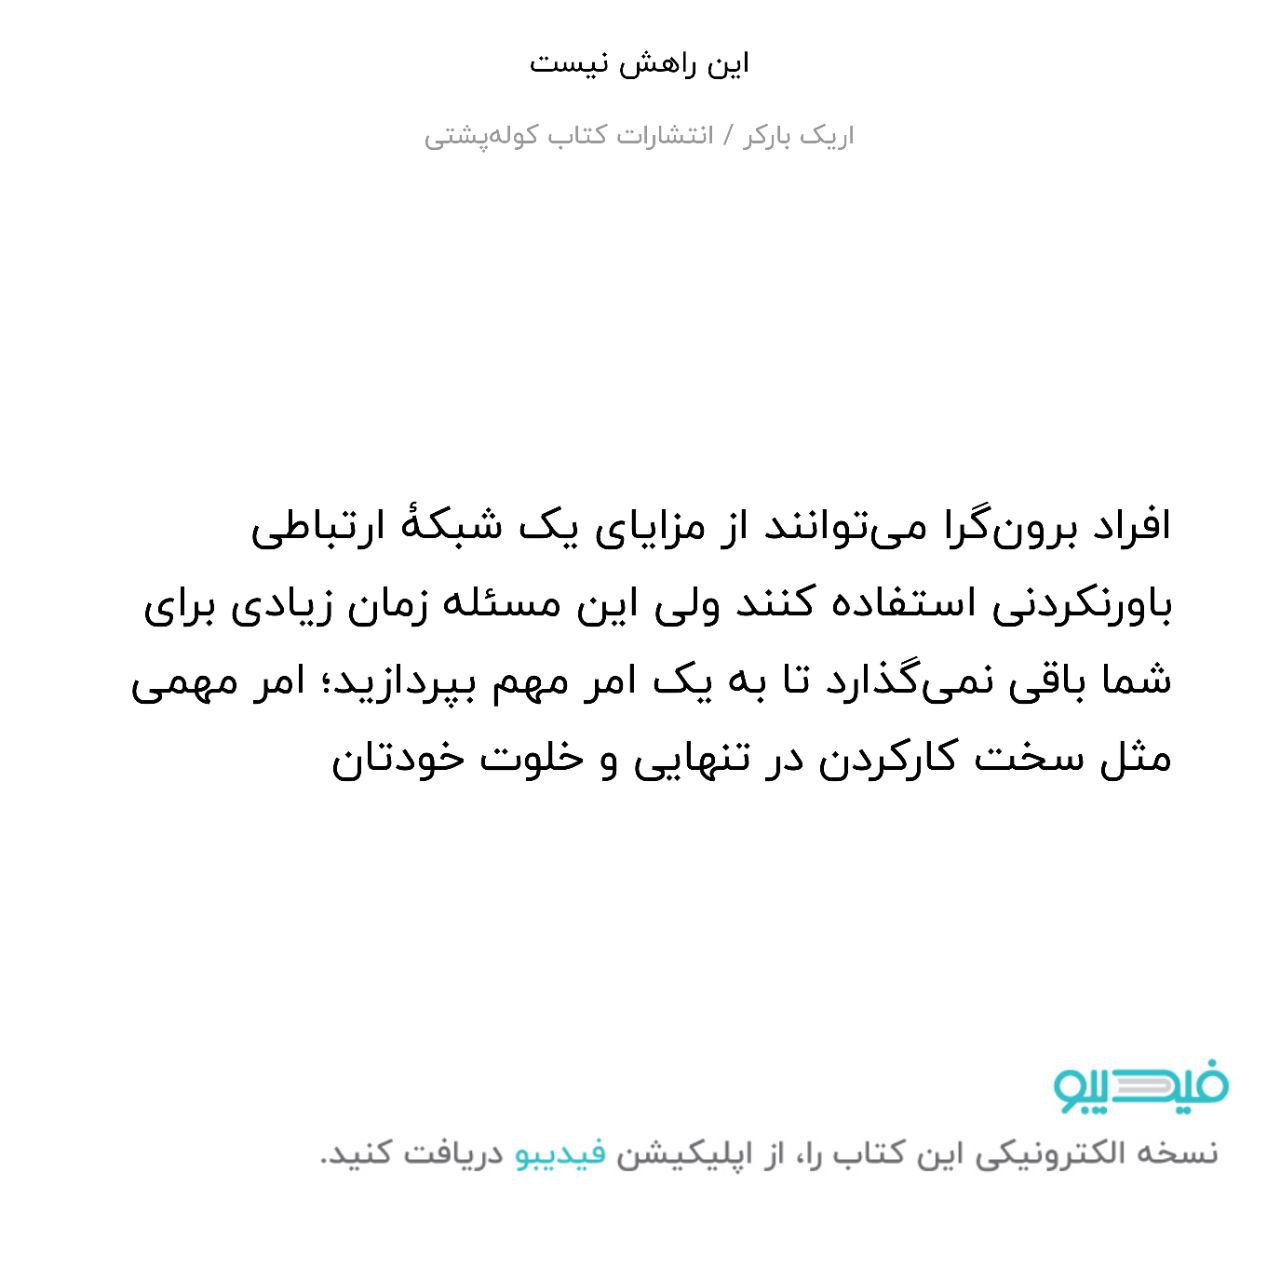 این راهش نیست
اریک بارکر / انتشارات کتاب کوله‌پشتی
افراد برون‌گرا می‌توانند از مزایای یک شبکهٔ ارتباطی
باورنکردنی استفاده کنند ولی این مسئله زمان زیادی برای
شما باقی نمی‌گذارد تا به یک امر مهم بپردازید؛ امر مهمی
مثل سخت کارکردن در تنهایی و خلوت خودتان
فیدیبو
نسخه الکترونیکی این کتاب را، از اپلیکیشن فیدیبو دریافت کنید.